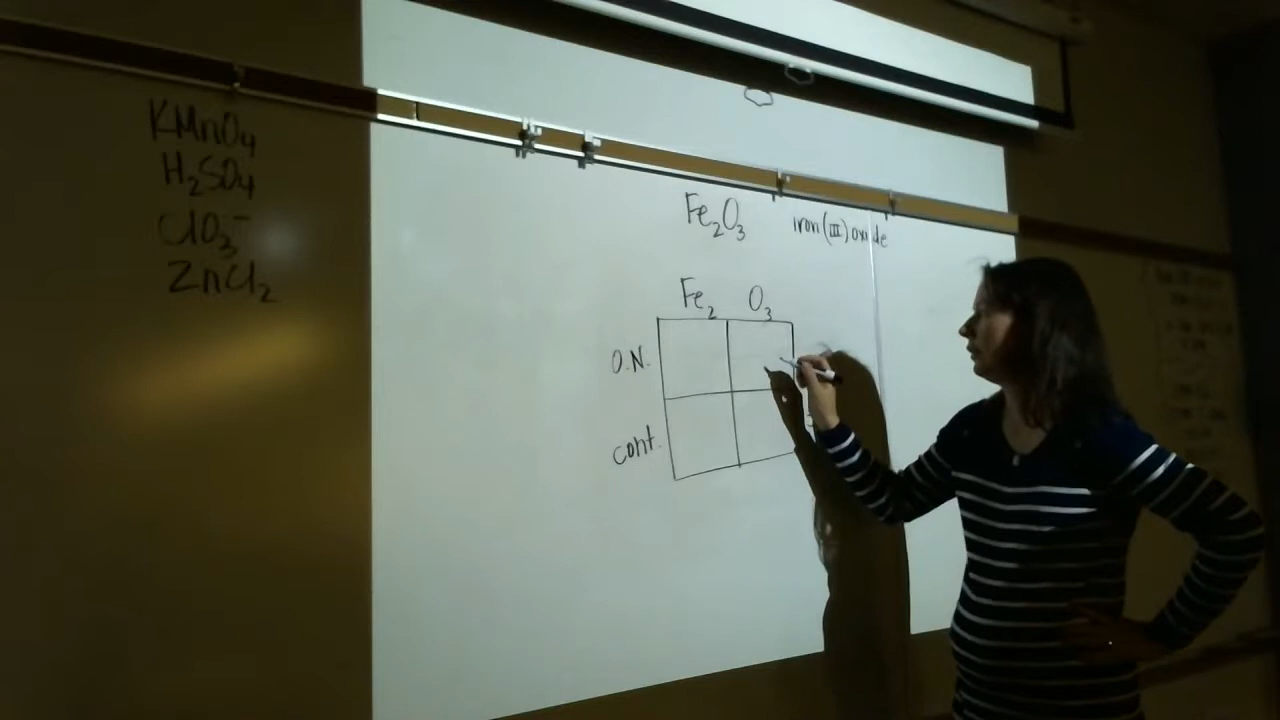 KMnO4
H2SO4
ClO3-
ZnCl2
Fe2O3 iron (III) oxide
Fe2 O3
O.N.
cont.